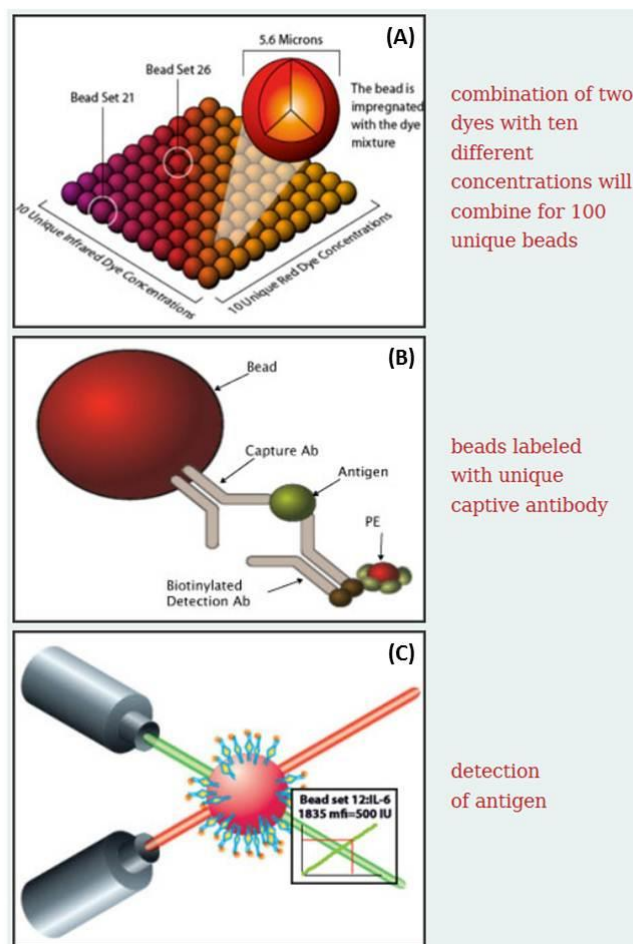 (A)
5.6 Microns
Bead Set 26
Bead Set 21
The bead is
impregnated
with the dye
mixture
10 Unique Infrared Dye Concentrations
10 Unique Red Dye Concentrations
combination of two
dyes with ten
different
concentrations will
combine for 100
unique beads
(B)
Bead
Capture Ab
Antigen
PE
Biotinylated
Detection Ab
beads labeled
with unique
captive antibody
(C)
Bead set 12:IL-6
1835 mfi=500 IU
detection
of antigen